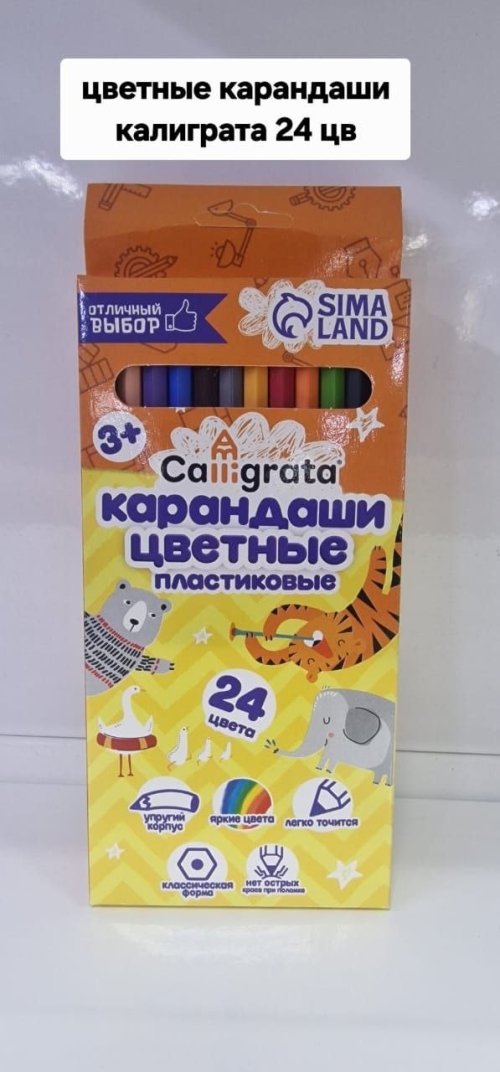 цветные карандаши
калиграта 24 цв
ОТЛИЧНЫЙ
ВЫБОР
SIMA
LAND
3+
Calligrata
КАРАНДАШИ
ЦВЕТНЫЕ
ПЛАСТИКОВЫЕ
24
цвета
упругий
корпус
яркие цвета
легко точится
классическая
форма
нет острых
краев при поломке